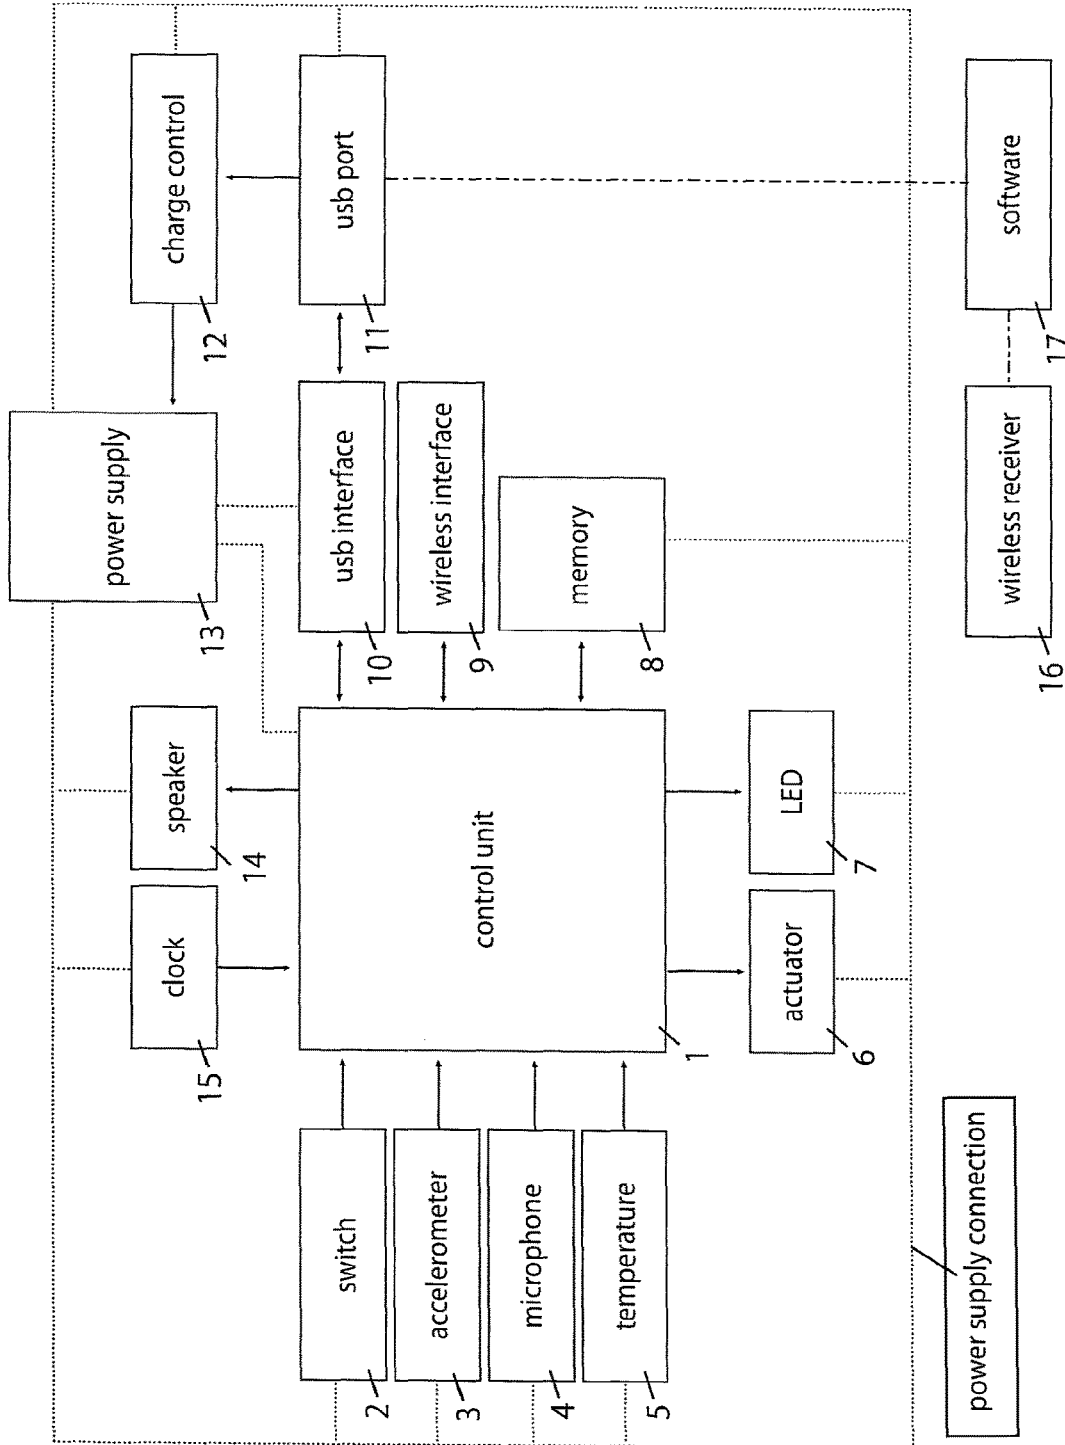 switch
2
accelerometer
3
microphone
4
temperature
5
clock
15
speaker
14
control unit
1
actuator
6
LED
7
power supply
13
usb interface
10
wireless interface
9
memory
8
charge control
12
usb port
11
power supply connection
wireless receiver
16
software
17